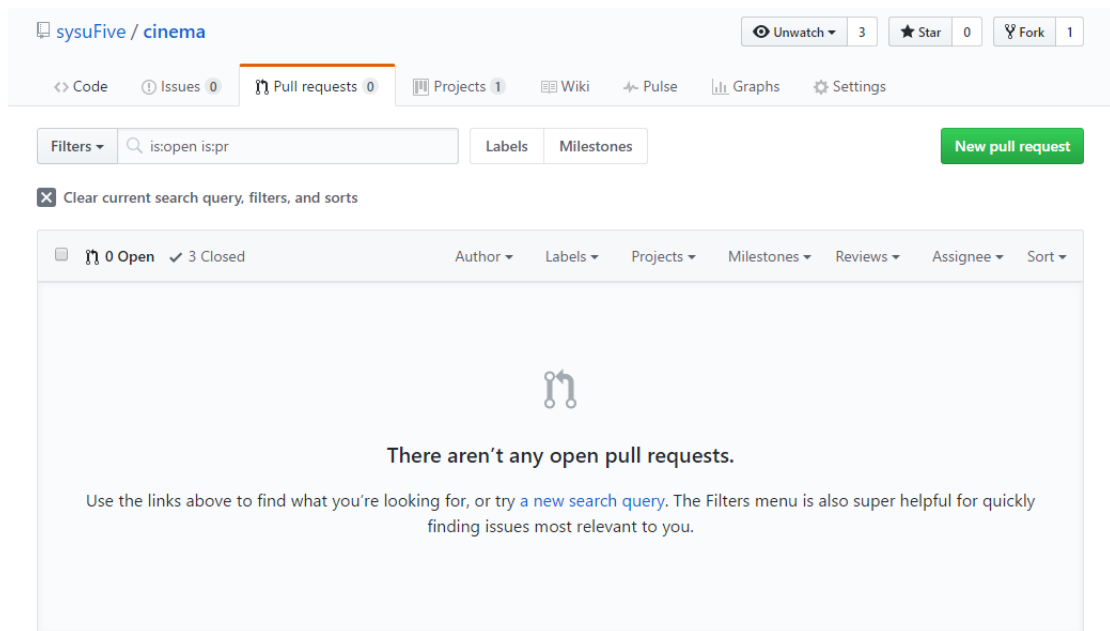 sysuFive / cinema
Unwatch 3 Star 0 Fork 1
Code Issues 0 Pull requests 0 Projects 1 Wiki Pulse Graphs Settings
Filters is:open is:pr Labels Milestones New pull request
Clear current search query, filters, and sorts
0 Open 3 Closed Author Labels Projects Milestones Reviews Assignee Sort
There aren't any open pull requests.
Use the links above to find what you're looking for, or try a new search query. The Filters menu is also super helpful for quickly
finding issues most relevant to you.